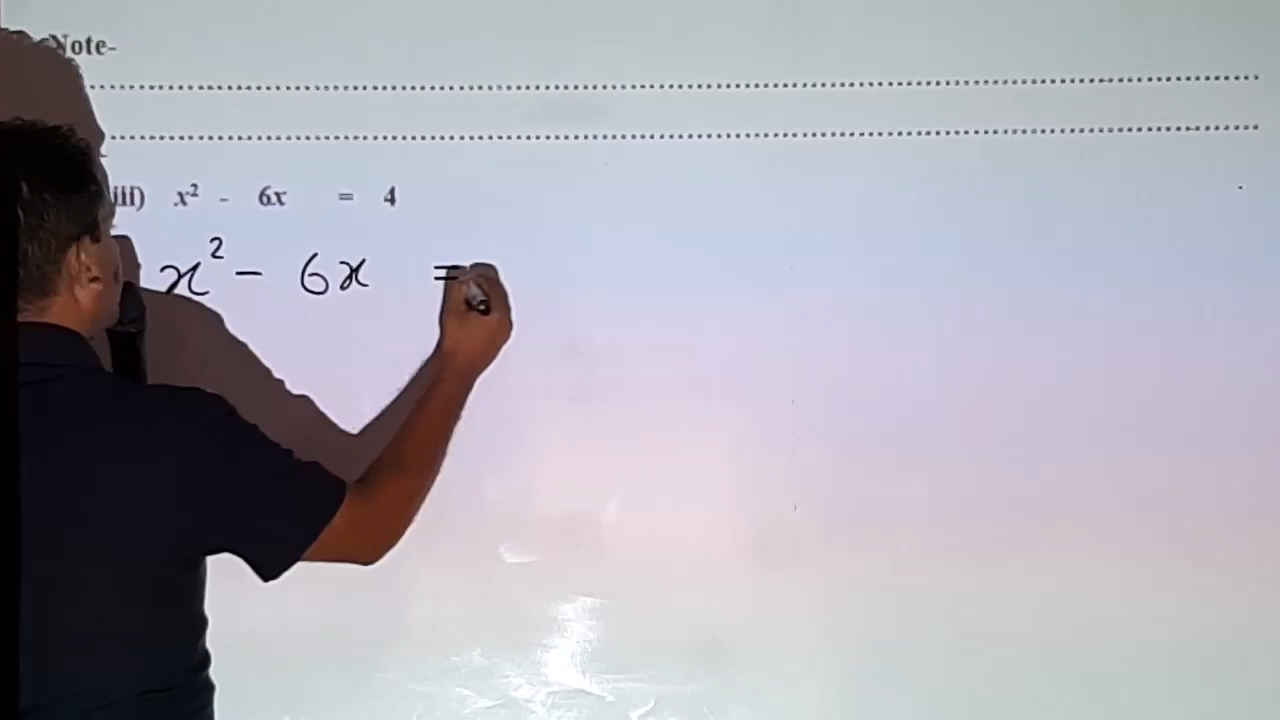 Note-
iii) x² - 6x = 4
x² - 6x =